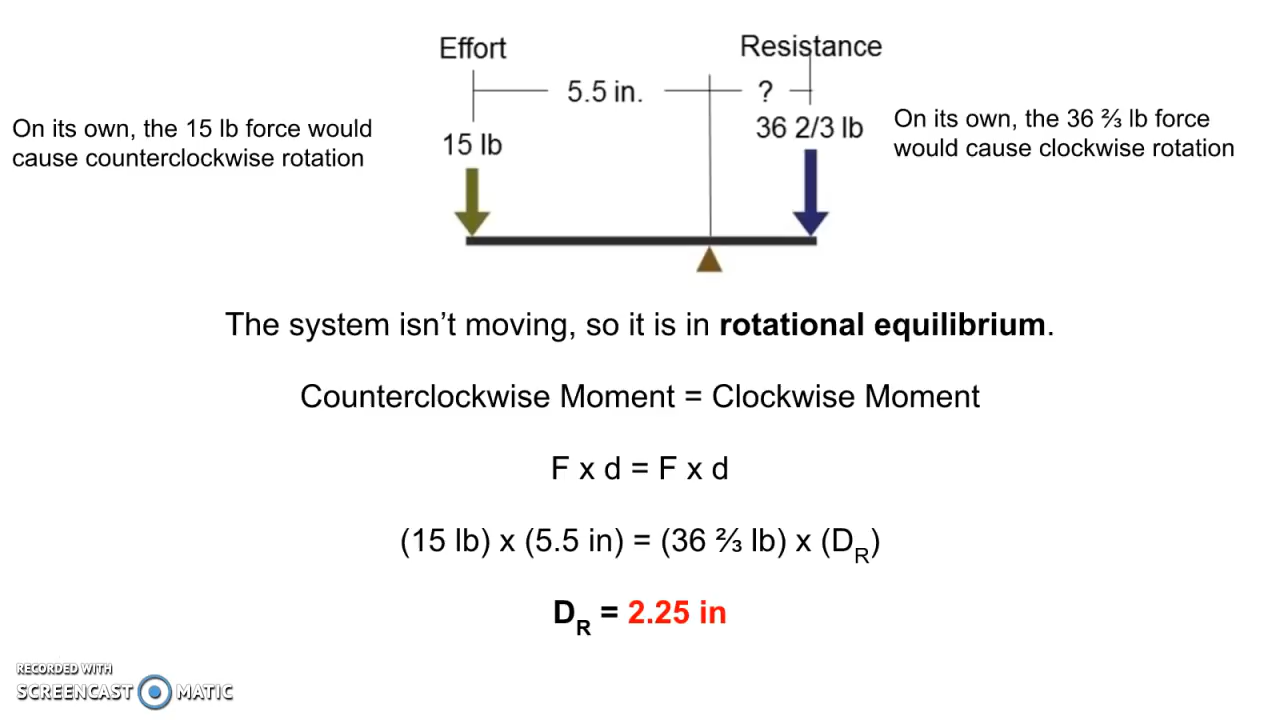 Effort
Resistance
5.5 in.
?
On its own, the 15 lb force would
cause counterclockwise rotation
15 lb
36 2/3 lb
On its own, the 36 ⅔ lb force
would cause clockwise rotation
The system isn’t moving, so it is in rotational equilibrium.
Counterclockwise Moment = Clockwise Moment
F x d = F x d
(15 lb) x (5.5 in) = (36 ⅔ lb) x (D_R)
D_R = 2.25 in
RECORDED WITH
SCREENCAST MATIC